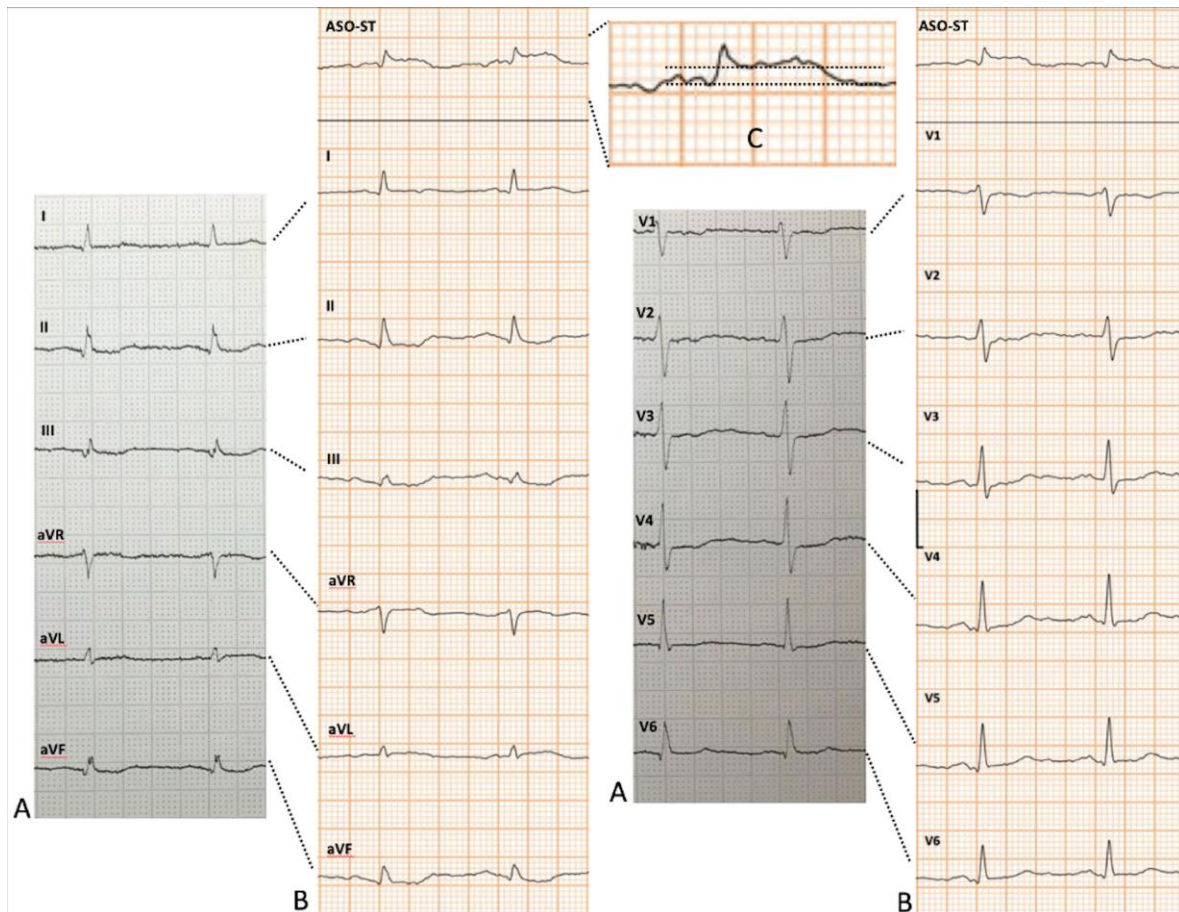 ASO-ST
I
II
III
aVR
aVL
aVF
B
I
II
III
aVR
aVL
aVF
A
C
V1
V2
V3
V4
V5
V6
A
ASO-ST
V1
V2
V3
V4
V5
V6
B